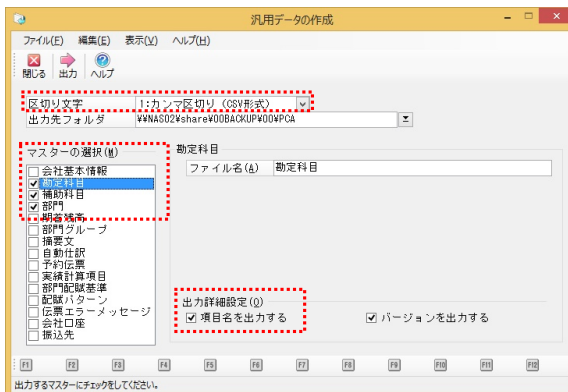 汎用データの作成
ファイル(F) 編集(E) 表示(V) ヘルプ(H)
閉じる 出力 ヘルプ
区切り文字 1:カンマ区切り (CSV形式)
出力先フォルダ ¥¥NAS02¥share¥00BACKUP¥00¥PCA
マスターの選択(M)
会社基本情報
勘定科目
補助科目
部門
期首残高
部門グループ
摘要文
自動仕訳
予約伝票
実績計算項目
部門配賦基準
配賦パターン
伝票エラーメッセージ
会社口座
振込先
勘定科目
ファイル名(A) 勘定科目
出力詳細設定(O)
項目名を出力する バージョンを出力する
F1 F2 F3 F4 F5 F6 F7 F8 F9 F10 F11 F12
出力するマスターにチェックをしてください。